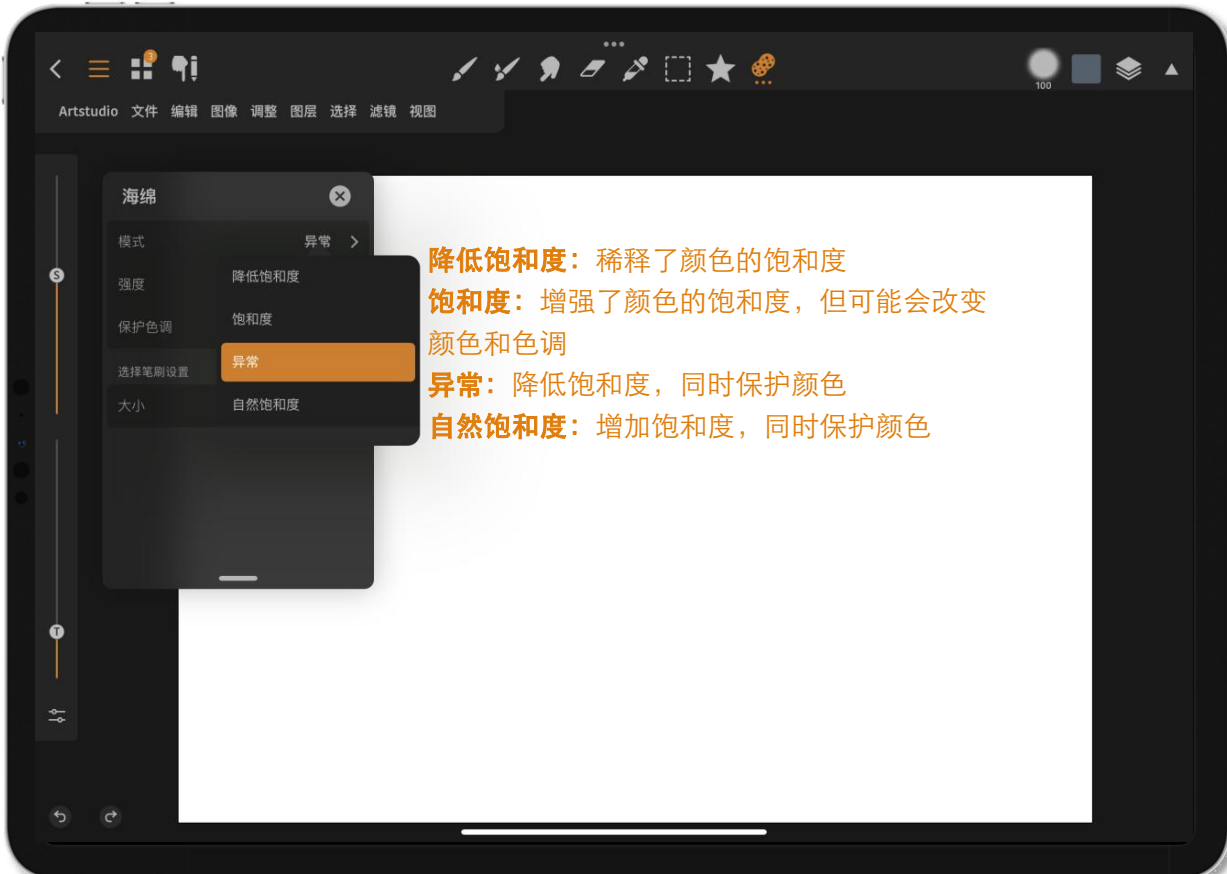 3
100
Artstudio 文件 编辑 图像 调整 图层 选择 滤镜 视图
海绵
模式 异常
强度
保护色调
选择笔刷设置
大小
降低饱和度
饱和度
异常
自然饱和度
S
T
降低饱和度：稀释了颜色的饱和度
饱和度：增强了颜色的饱和度，但可能会改变
颜色和色调
异常：降低饱和度，同时保护颜色
自然饱和度：增加饱和度，同时保护颜色